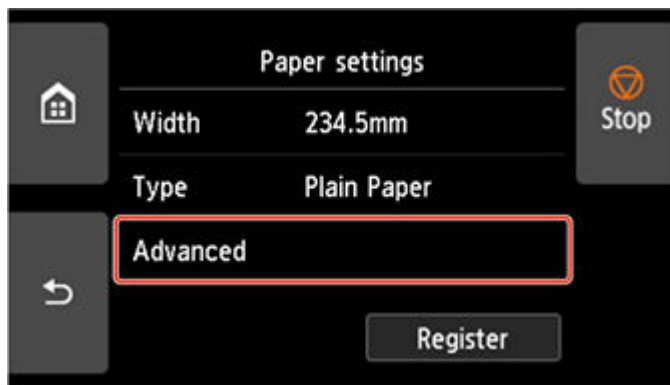 Paper settings
Stop
Width 234.5mm
Type Plain Paper
Advanced
Register